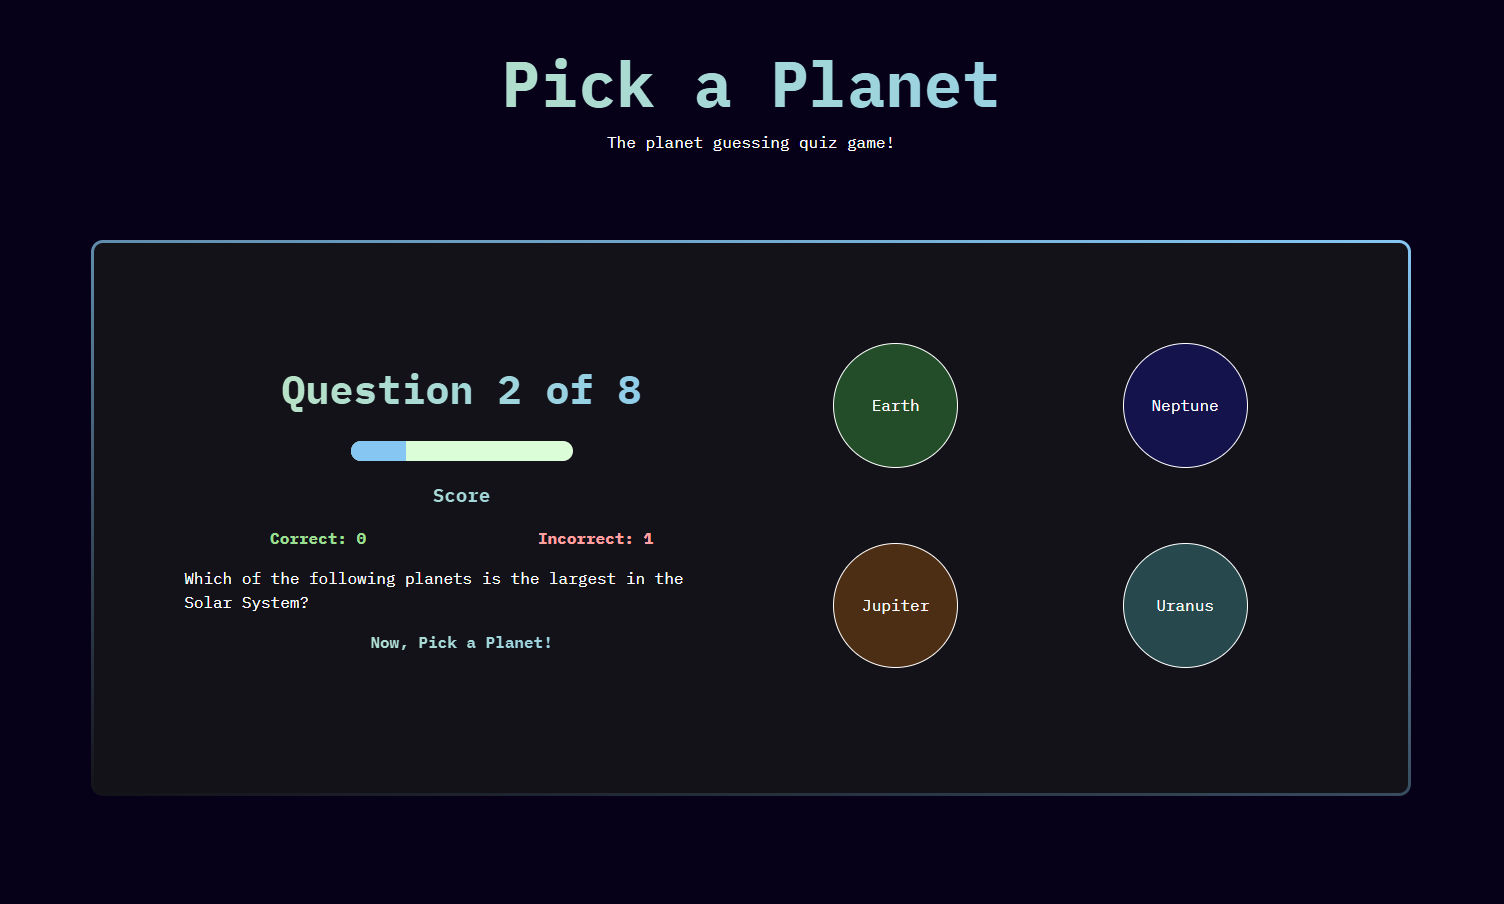 Pick a Planet
The planet guessing quiz game!
Question 2 of 8
Score
Correct: 0
Incorrect: 1
Which of the following planets is the largest in the
Solar System?
Now, Pick a Planet!
Earth
Neptune
Jupiter
Uranus